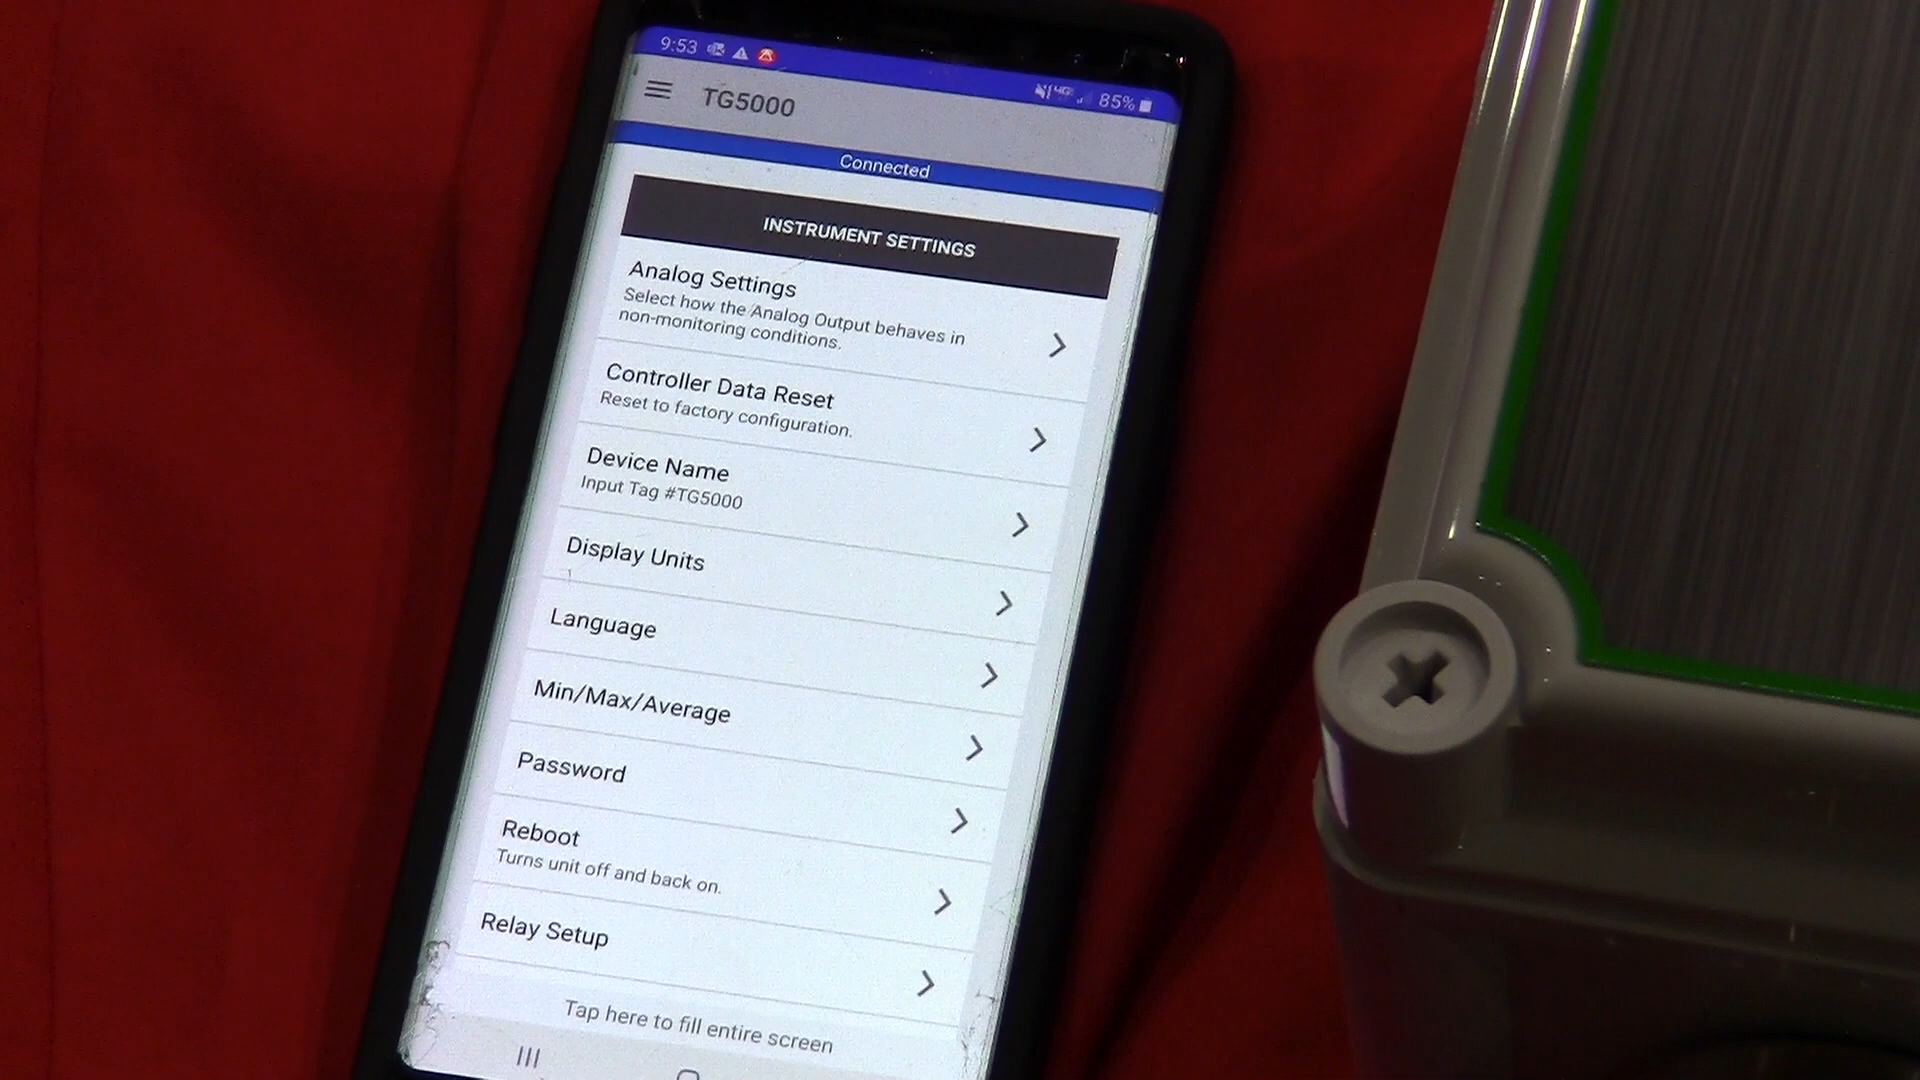 9:53
85%
TG5000
Connected
INSTRUMENT SETTINGS
Analog Settings
Select how the Analog Output behaves in
non-monitoring conditions.
Controller Data Reset
Reset to factory configuration.
Device Name
Input Tag #TG5000
Display Units
Language
Min/Max/Average
Password
Reboot
Turns unit off and back on.
Relay Setup
Tap here to fill entire screen